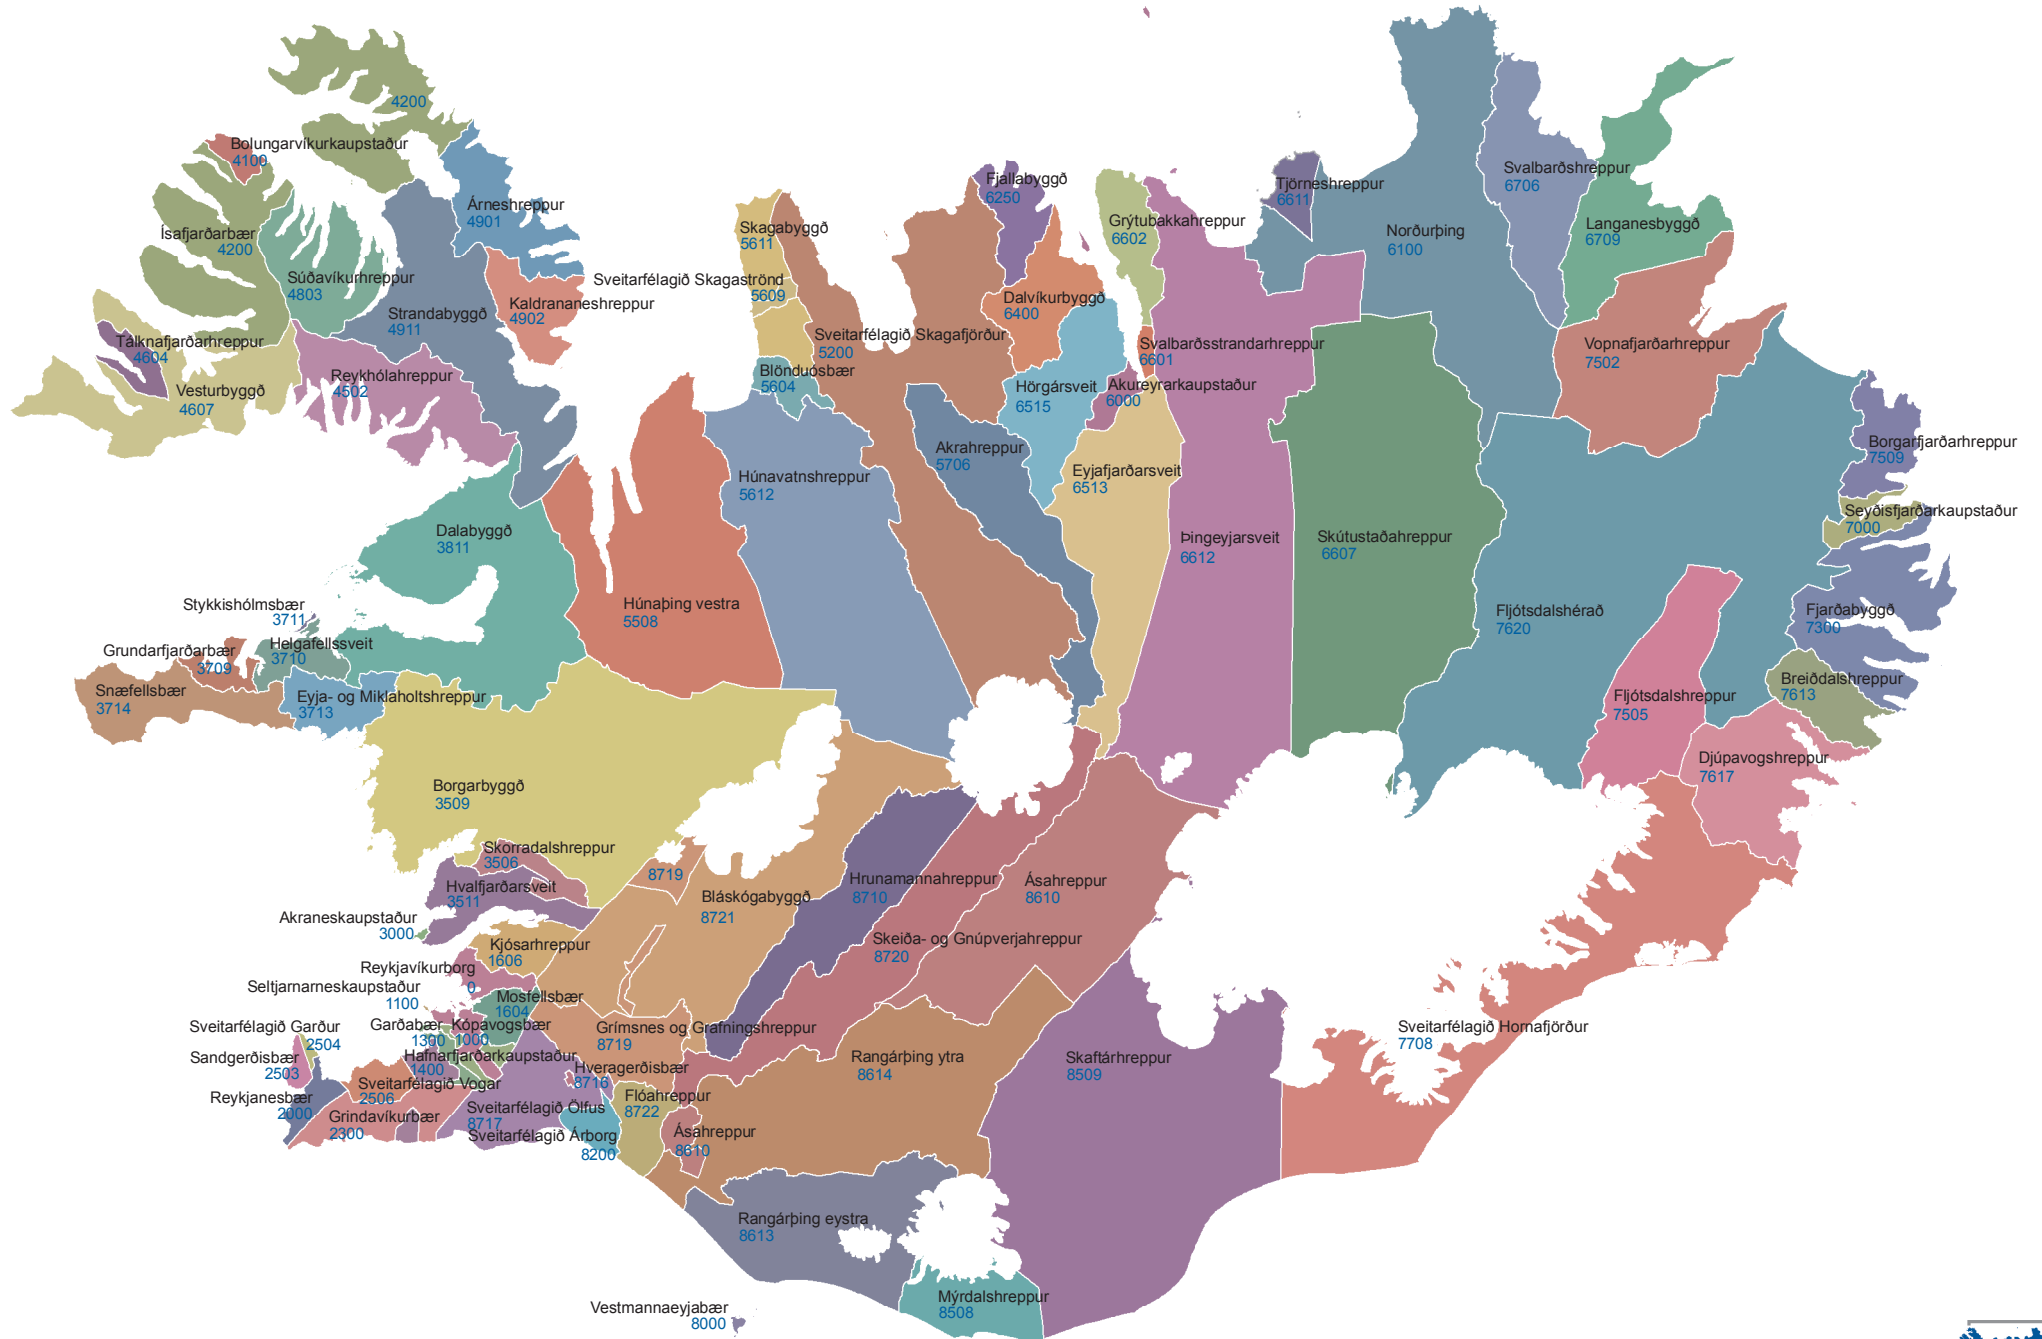 4200
Bolungarvíkurkaupstaður
4100
Árneshreppur
4901
Ísafjarðarbær
4200
Súðavíkurhreppur
4803
Strandabyggð
4911
Kaldrananeshreppur
4902
Tálknafjarðarhreppur
4604
Vesturbyggð
4607
Reykhólahreppur
4502
Fjallabyggð
6250
Skagabyggð
5611
Sveitarfélagið Skagaströnd
5609
Grýtubakkahreppur
6602
Tjörneshreppur
6611
Norðurþing
6100
Svalbarðshreppur
6706
Langanesbyggð
6709
Dalvíkurbyggð
6400
Sveitarfélagið Skagafjörður
5200
Svalbarðsstrandarhreppur
6601
Vopnafjarðarhreppur
7502
Blönduósbær
5604
Hörgársveit
6515
Akureyrarkaupstaður
6000
Akrahreppur
5706
Eyjafjarðarsveit
6513
Húnavatnshreppur
5612
Borgarfjarðarhreppur
7509
Seyðisfjarðarkaupstaður
7000
Dalabyggð
3811
Þingeyjarsveit
6612
Skútustaðahreppur
6607
Húnaþing vestra
5508
Fljótsdalshérað
7620
Fjarðabyggð
7300
Stykkishólmsbær
3711
Helgafellssveit
3710
Grundarfjarðarbær
3709
Snæfellsbær
3714
Eyja- og Miklaholtshreppur
3713
Breiðdalshreppur
7613
Fljótsdalshreppur
7505
Djúpavogshreppur
7617
Borgarbyggð
3509
Skorradalshreppur
3506
Hvalfjarðarsveit
3511
Akraneskaupstaður
3000
8719
Bláskógabyggð
8721
Hrunamannahreppur
8710
Ásahreppur
8610
Kjósarhreppur
1606
Skeiða- og Gnúpverjahreppur
8720
Reykjavíkurborg
0
Seltjarnarneskaupstaður
1100
Mosfellsbær
1604
Sveitarfélagið Garður
2504
Garðabær
1300
Kópavogsbær
1000
Grímsnes og Grafningshreppur
8719
Sandgerðisbær
2503
Hafnarfjarðarkaupstaður
1400
Hveragerðisbær
8716
Rangárþing ytra
8614
Skaftárhreppur
8509
Sveitarfélagið Hornafjörður
7708
Sveitarfélagið Vogar
2506
Reykjanesbær
2000
Grindavíkurbær
2300
Sveitarfélagið Ölfus
8717
Flóahreppur
8722
Sveitarfélagið Árborg
8200
Ásahreppur
8610
Rangárþing eystra
8613
Mýrdalshreppur
8508
Vestmannaeyjabær
8000